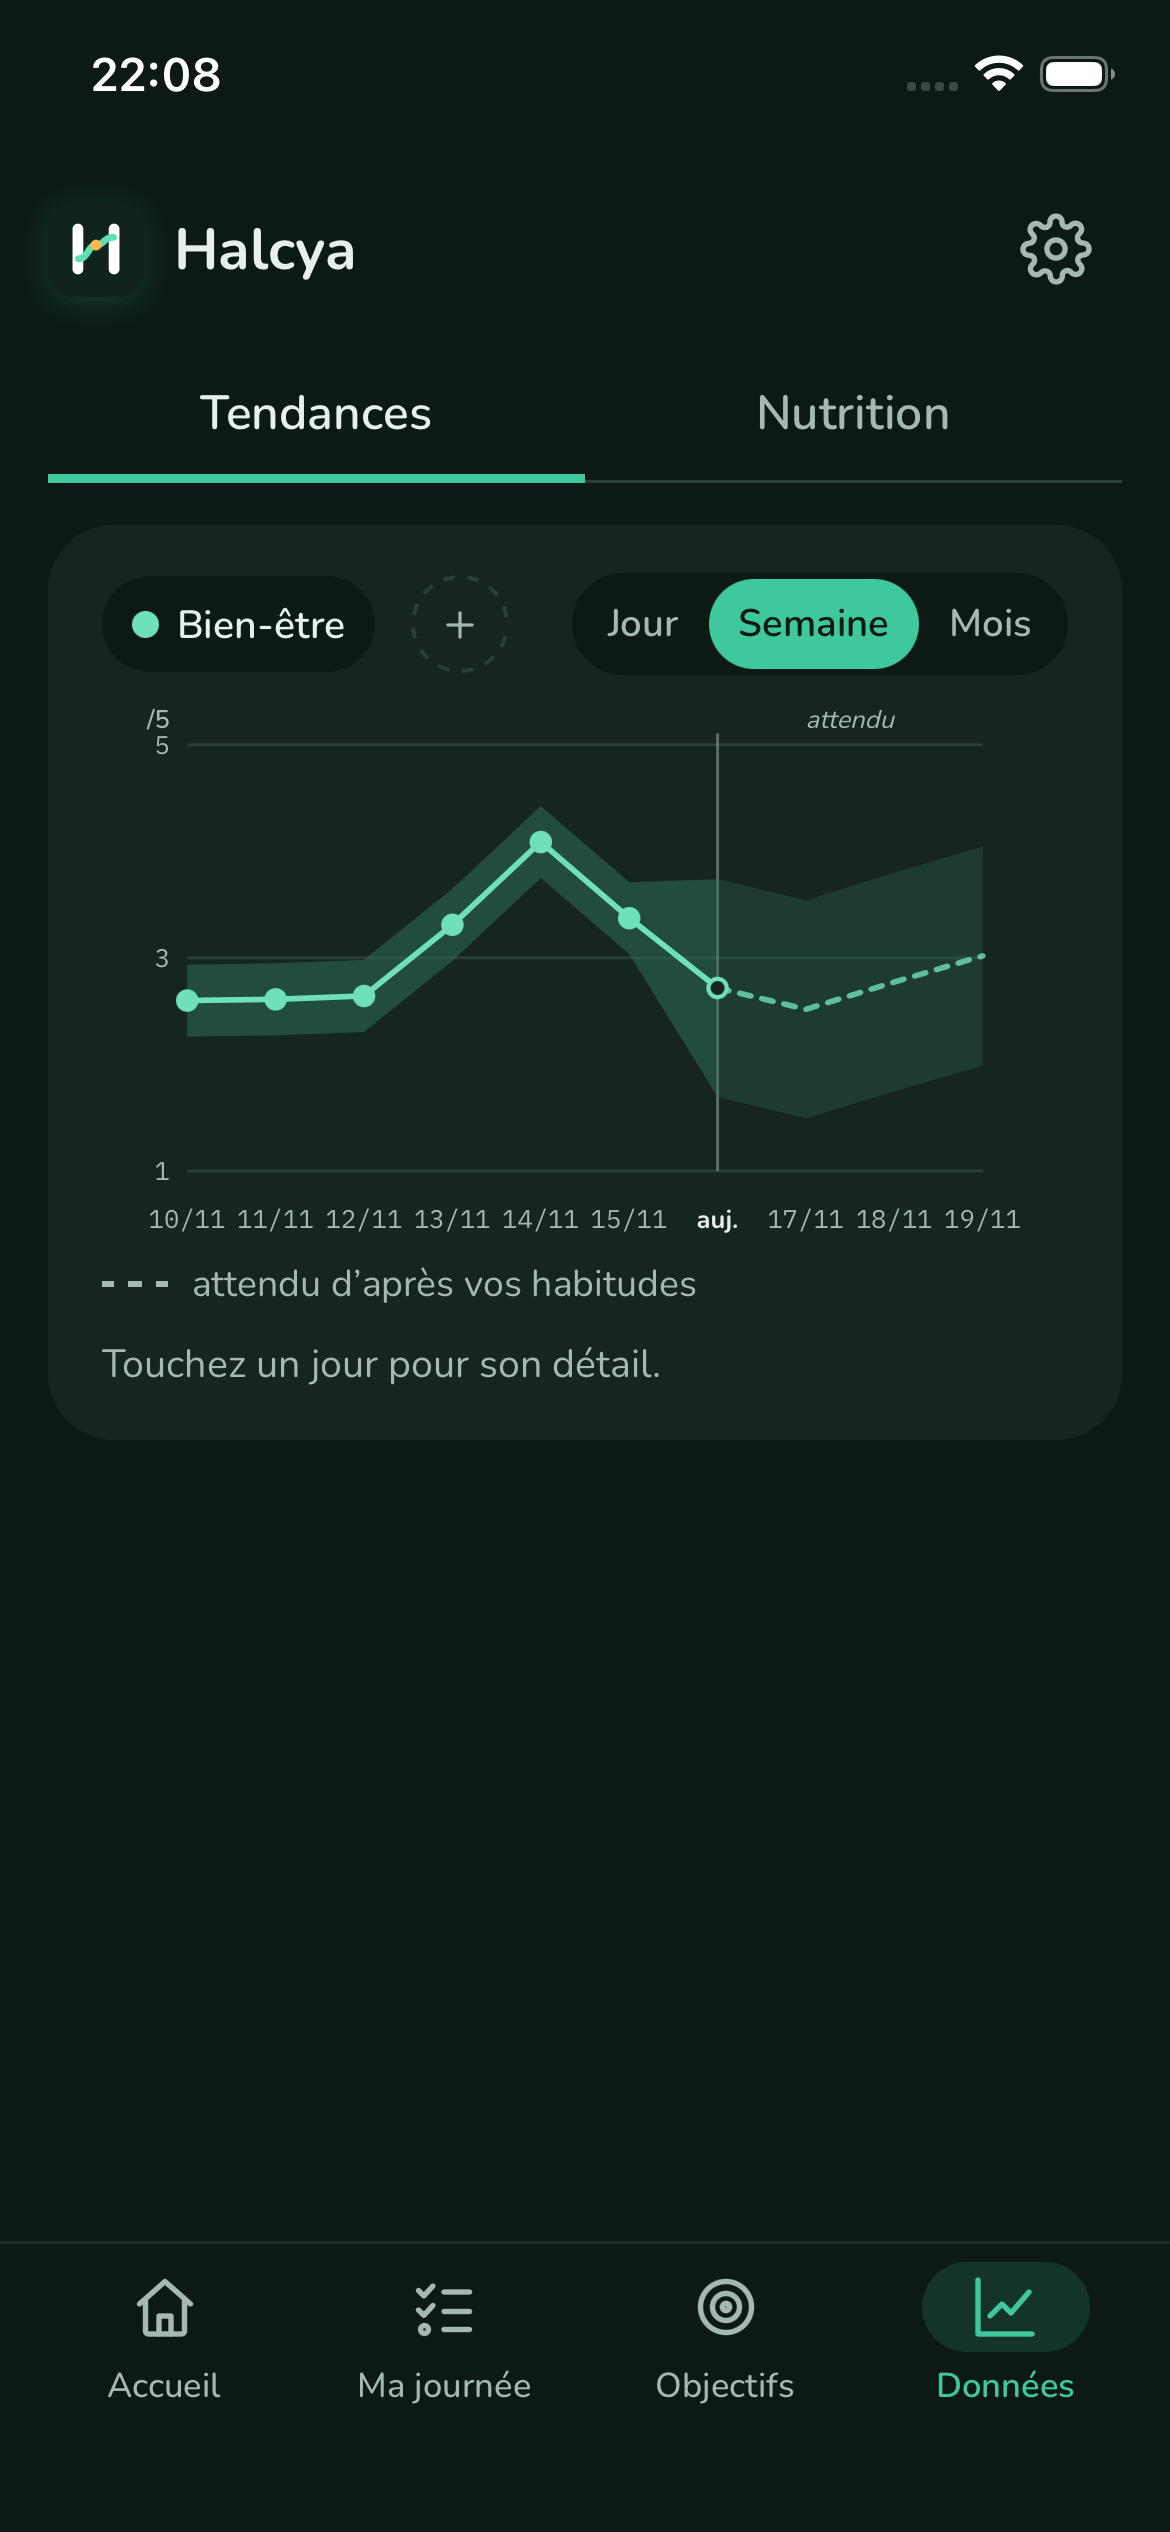 22:08
Halcya
Tendances
Nutrition
Bien-être
+
Jour
Semaine
Mois
/5
attendu
5
3
1
10/11 11/11 12/11 13/11 14/11 15/11 auj. 17/11 18/11 19/11
attendu d’après vos habitudes
Touchez un jour pour son détail.
Accueil
Ma journée
Objectifs
Données